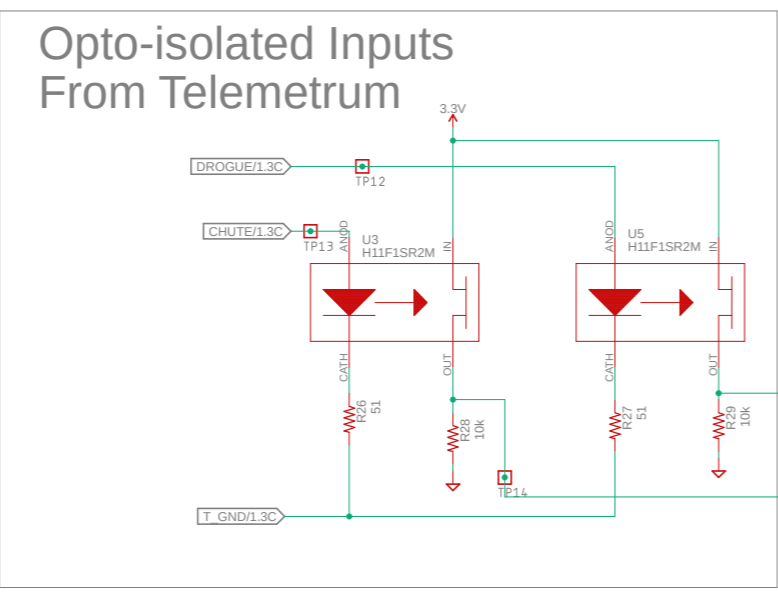 Opto-isolated Inputs
From Telemetrum
3.3V
DROGUE/1.3C
TP12
CHUTE/1.3C
TP13
ANOD
U3
H11F1SR2M
IN
ANOD
U5
H11F1SR2M
IN
CATH
OUT
CATH
OUT
R26
51
R28
10k
R27
51
R29
10k
TP14
T_GND/1.3C